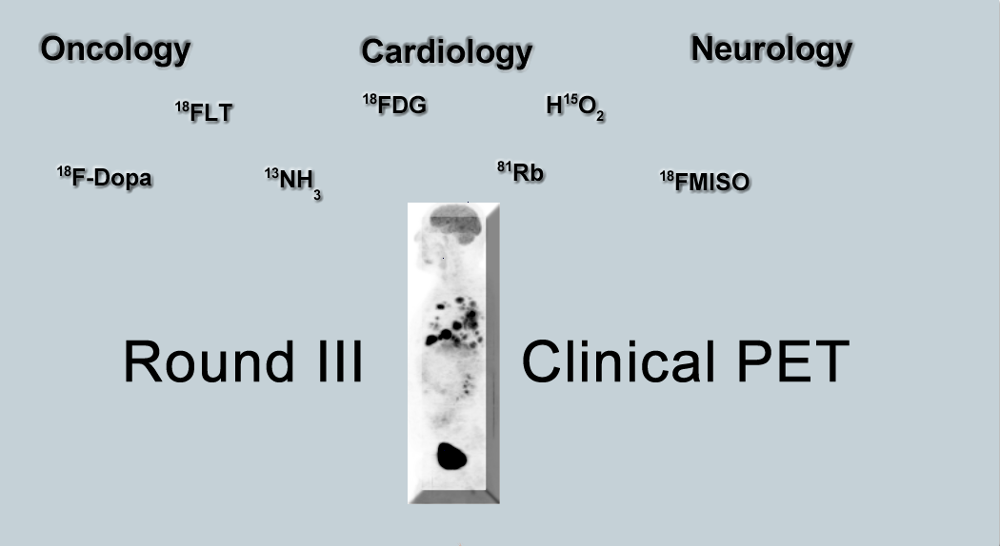 Oncology Cardiology Neurology
¹⁸FLT ¹⁸FDG H¹⁵O₂
¹⁸F-Dopa ¹³NH₃ ⁸¹Rb ¹⁸FMISO
Round III Clinical PET